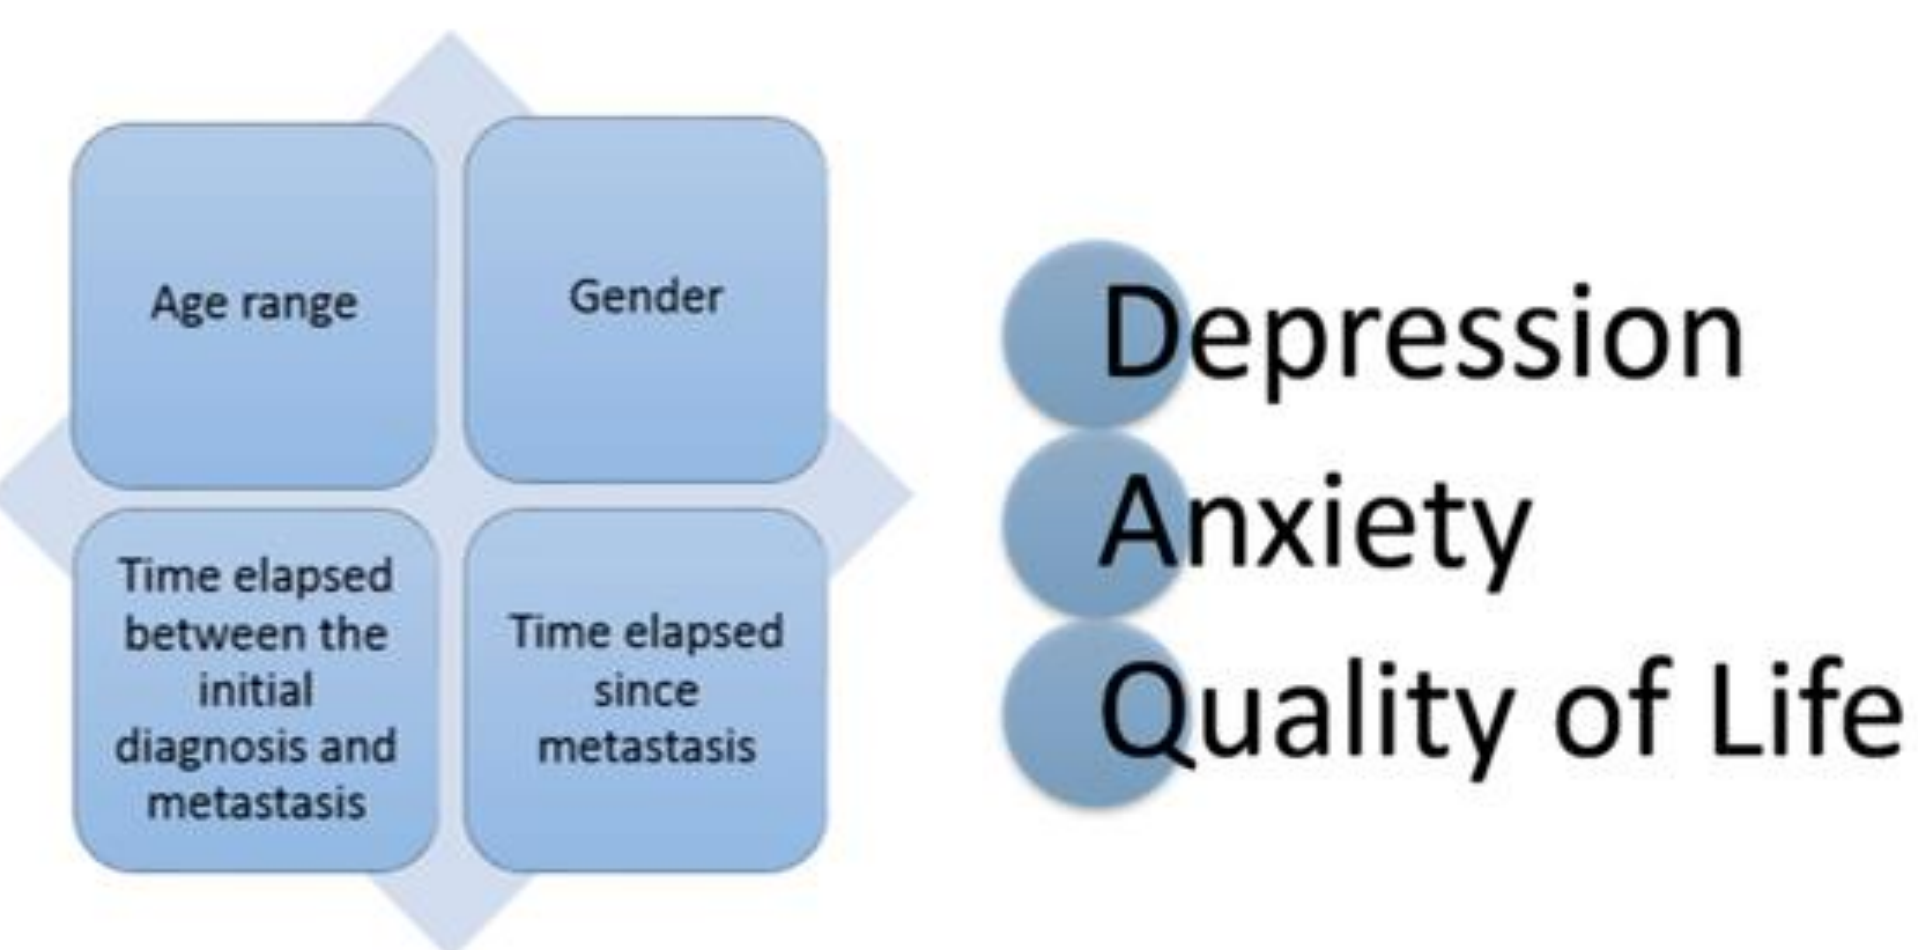 Age range
Gender
Time elapsed
between the
initial
diagnosis and
metastasis
Time elapsed
since
metastasis
Depression
Anxiety
Quality of Life